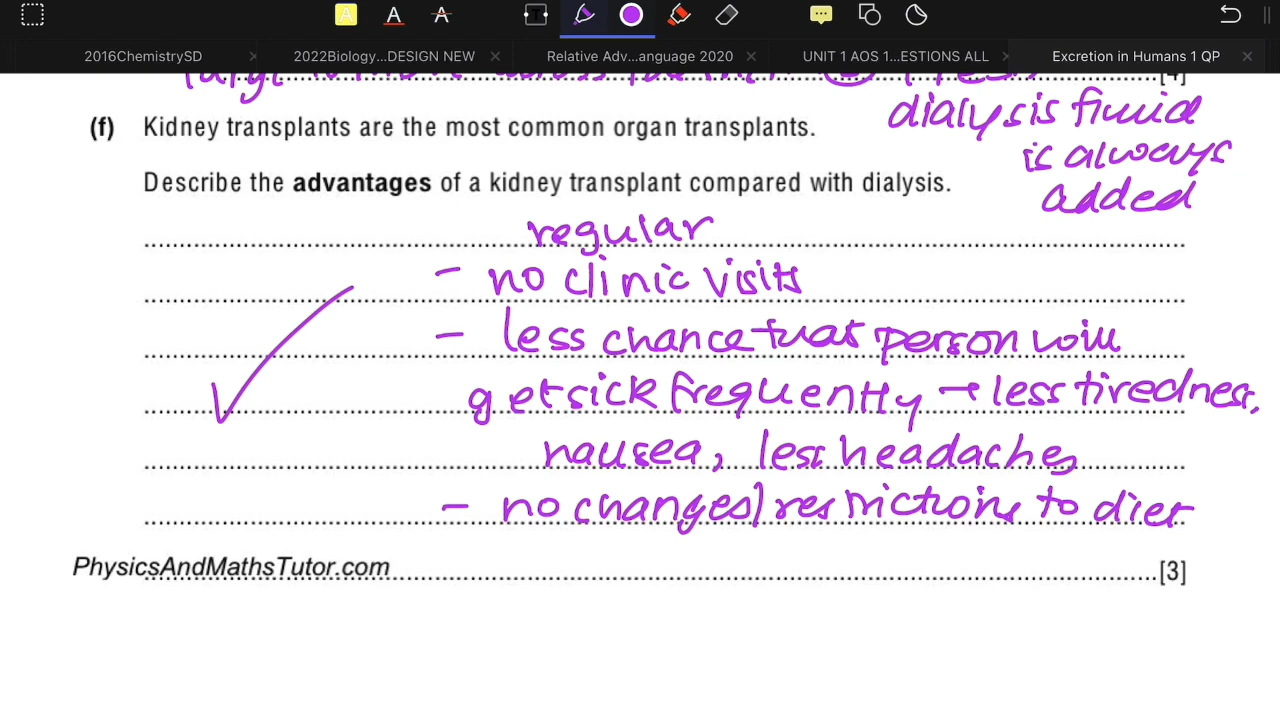 2016ChemistrySD
2022Biology...DESIGN NEW
Relative Adv...anguage 2020
UNIT 1 AOS 1...ESTIONS ALL
Excretion in Humans 1 QP
[4]
dialysis fluid
is always
added
(f) Kidney transplants are the most common organ transplants.
Describe the advantages of a kidney transplant compared with dialysis.
regular
- no clinic visits
- less chance that person will
get sick frequently → less tiredness,
nausea, less headaches
- no changes/restrictions to diet
PhysicsAndMathsTutor.com
[3]